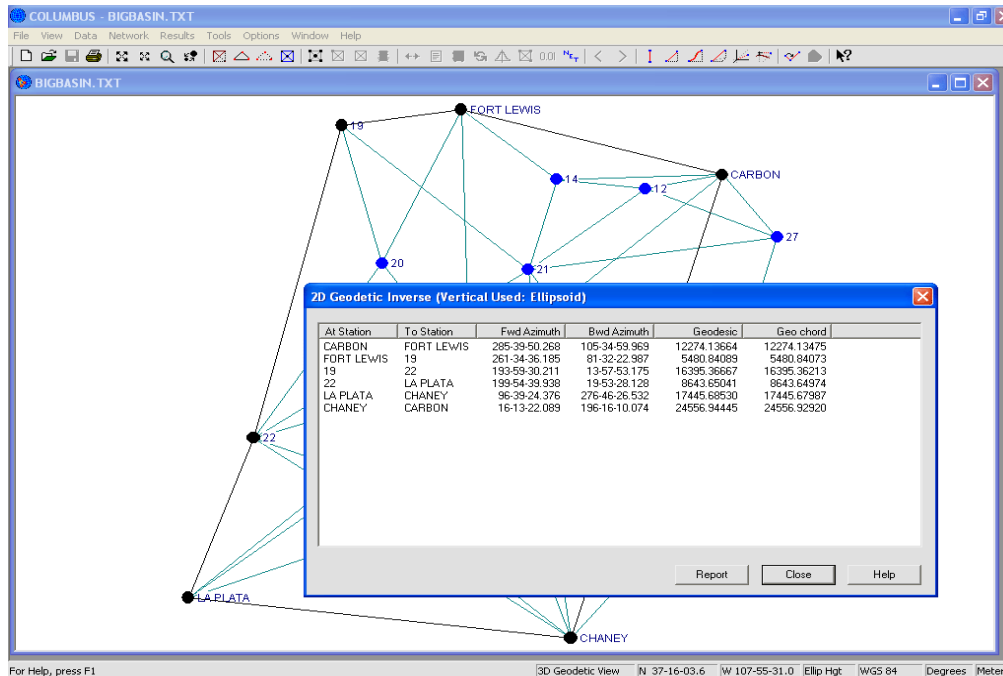 COLUMBUS - BIGBASIN.TXT
File View Data Network Results Tools Options Window Help
0.01 N E T
BIGBASIN.TXT
FORT LEWIS
19
CARBON
14
12
27
20
21
2D Geodetic Inverse (Vertical Used: Ellipsoid)
At Station To Station Fwd Azimuth Bwd Azimuth Geodesic Geo chord
CARBON FORT LEWIS 285-39-50.268 105-34-59.969 12274.13664 12274.13475
FORT LEWIS 19 261-34-36.185 81-32-22.987 5480.84089 5480.84073
19 22 193-59-30.211 13-57-53.175 16395.36667 16395.36213
22 LA PLATA 199-54-39.938 19-53-28.128 8643.65041 8643.64974
LA PLATA CHANEY 96-39-24.376 276-46-26.532 17445.68530 17445.67987
CHANEY CARBON 16-13-22.089 196-16-10.074 24556.94445 24556.92920
22
Report Close Help
LA PLATA
CHANEY
For Help, press F1 3D Geodetic View N 37-16-03.6 W 107-55-31.0 Ellip Hgt WGS 84 Degrees Meter